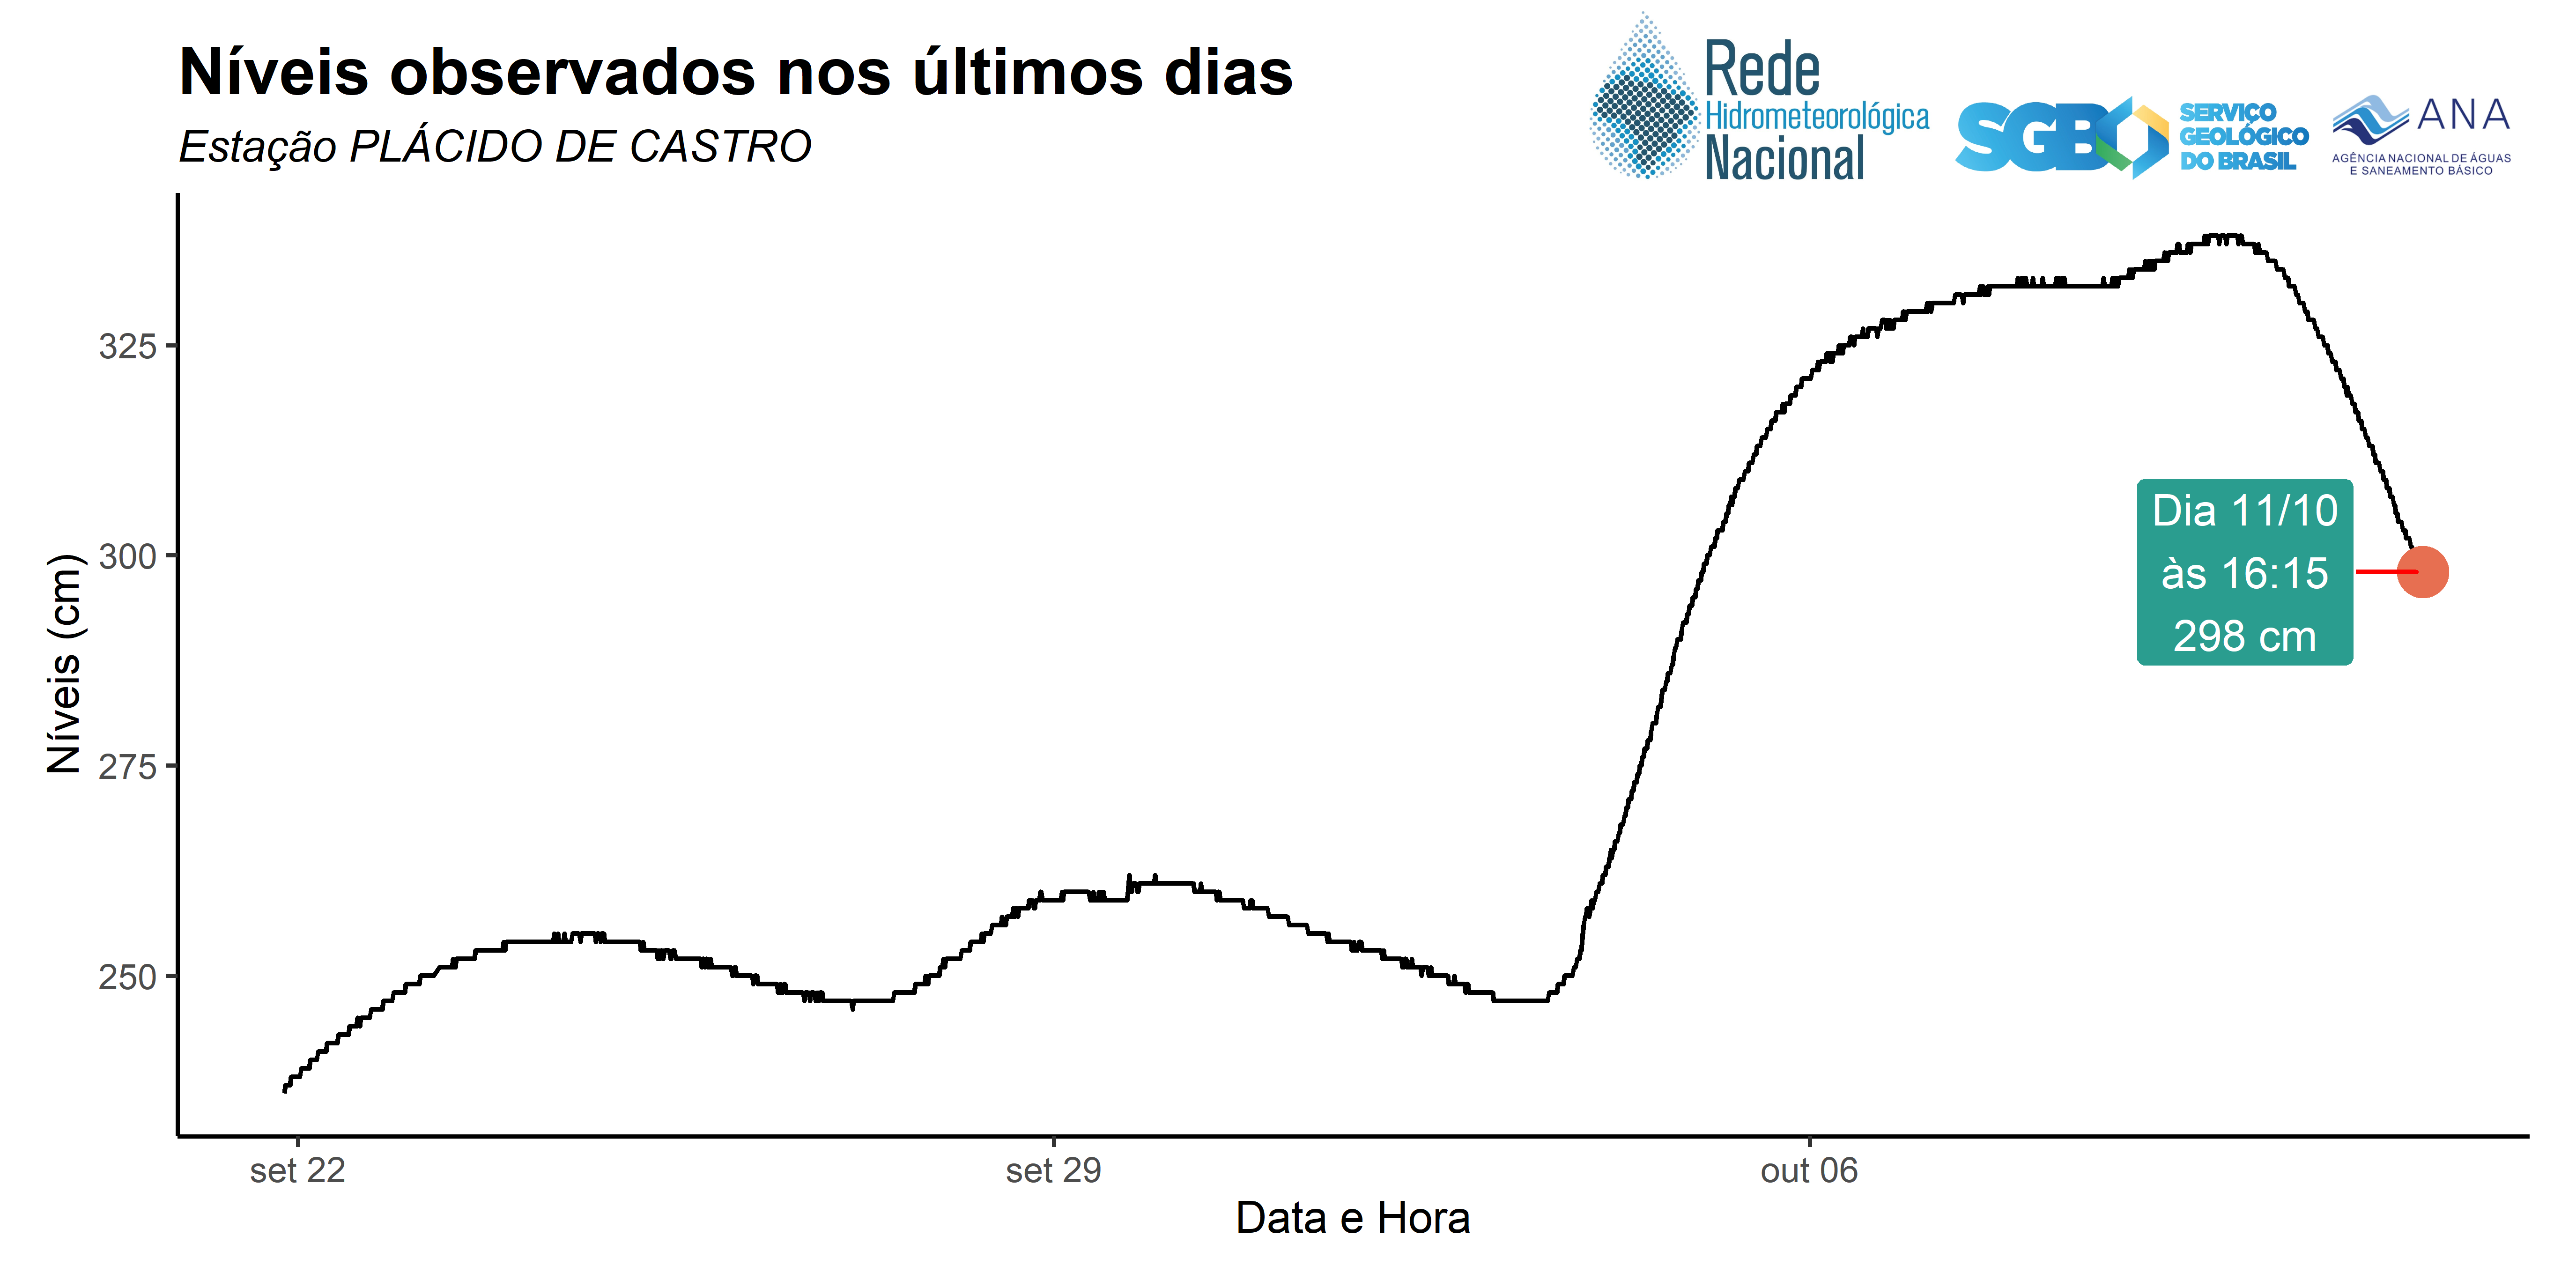 Níveis observados nos últimos dias
Estação PLÁCIDO DE CASTRO
Rede
Hidrometeorológica
Nacional
SGB
SERVIÇO
GEOLÓGICO
DO BRASIL
ANA
AGÊNCIA NACIONAL DE ÁGUAS
E SANEAMENTO BÁSICO
Níveis (cm)
325
300
275
250
Dia 11/10
às 16:15
298 cm
set 22
set 29
out 06
Data e Hora